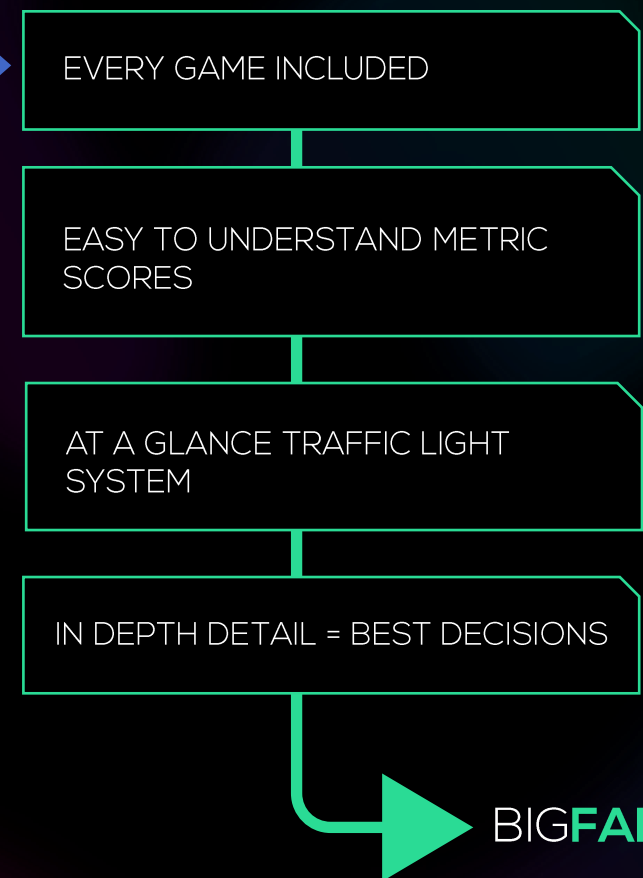 EVERY GAME INCLUDED
EASY TO UNDERSTAND METRIC
SCORES
AT A GLANCE TRAFFIC LIGHT
SYSTEM
IN DEPTH DETAIL = BEST DECISIONS